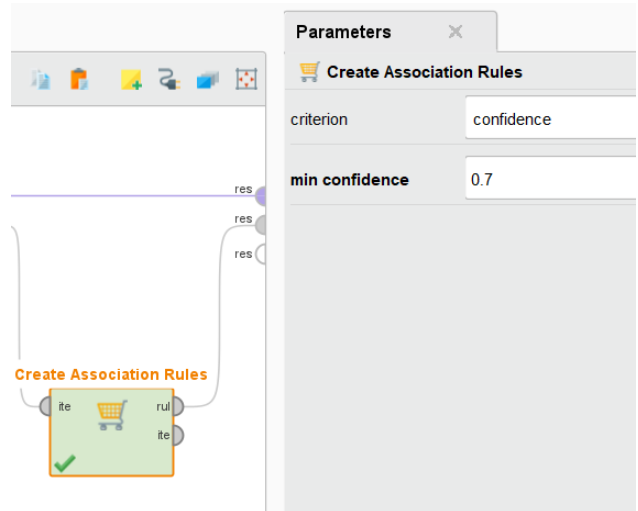 Parameters
Create Association Rules
criterion
confidence
min confidence
0.7
res
res
res
Create Association Rules
ite
rul
ite